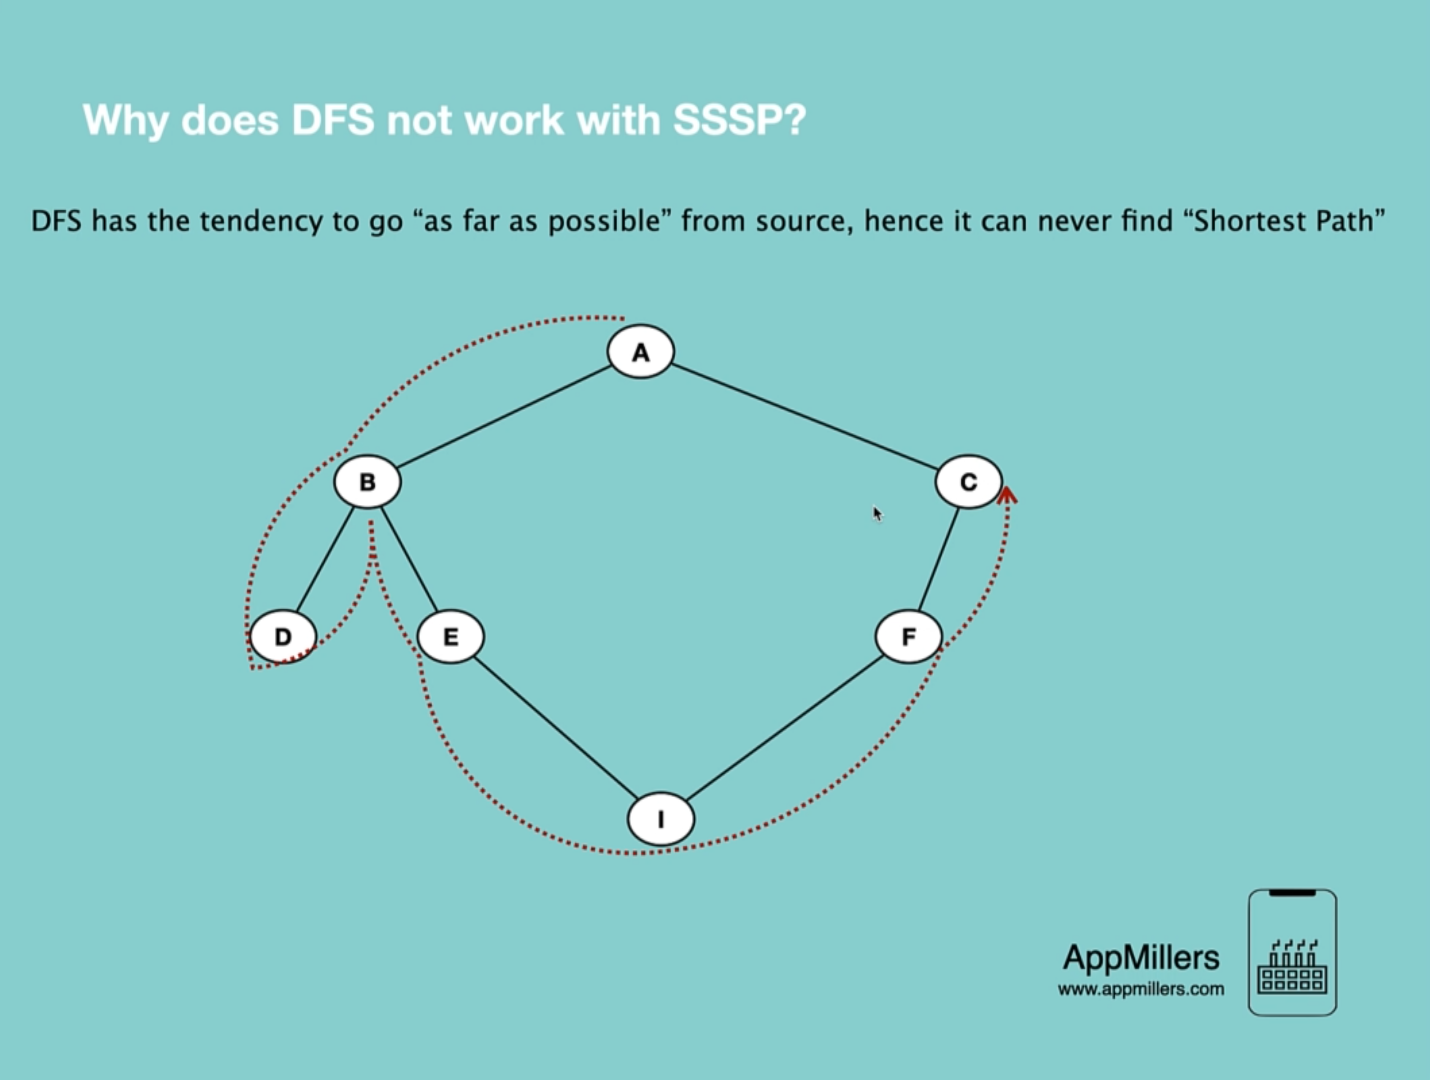 Why does DFS not work with SSSP?
DFS has the tendency to go “as far as possible” from source, hence it can never find “Shortest Path”
A
B
C
D
E
F
I
AppMillers
www.appmillers.com